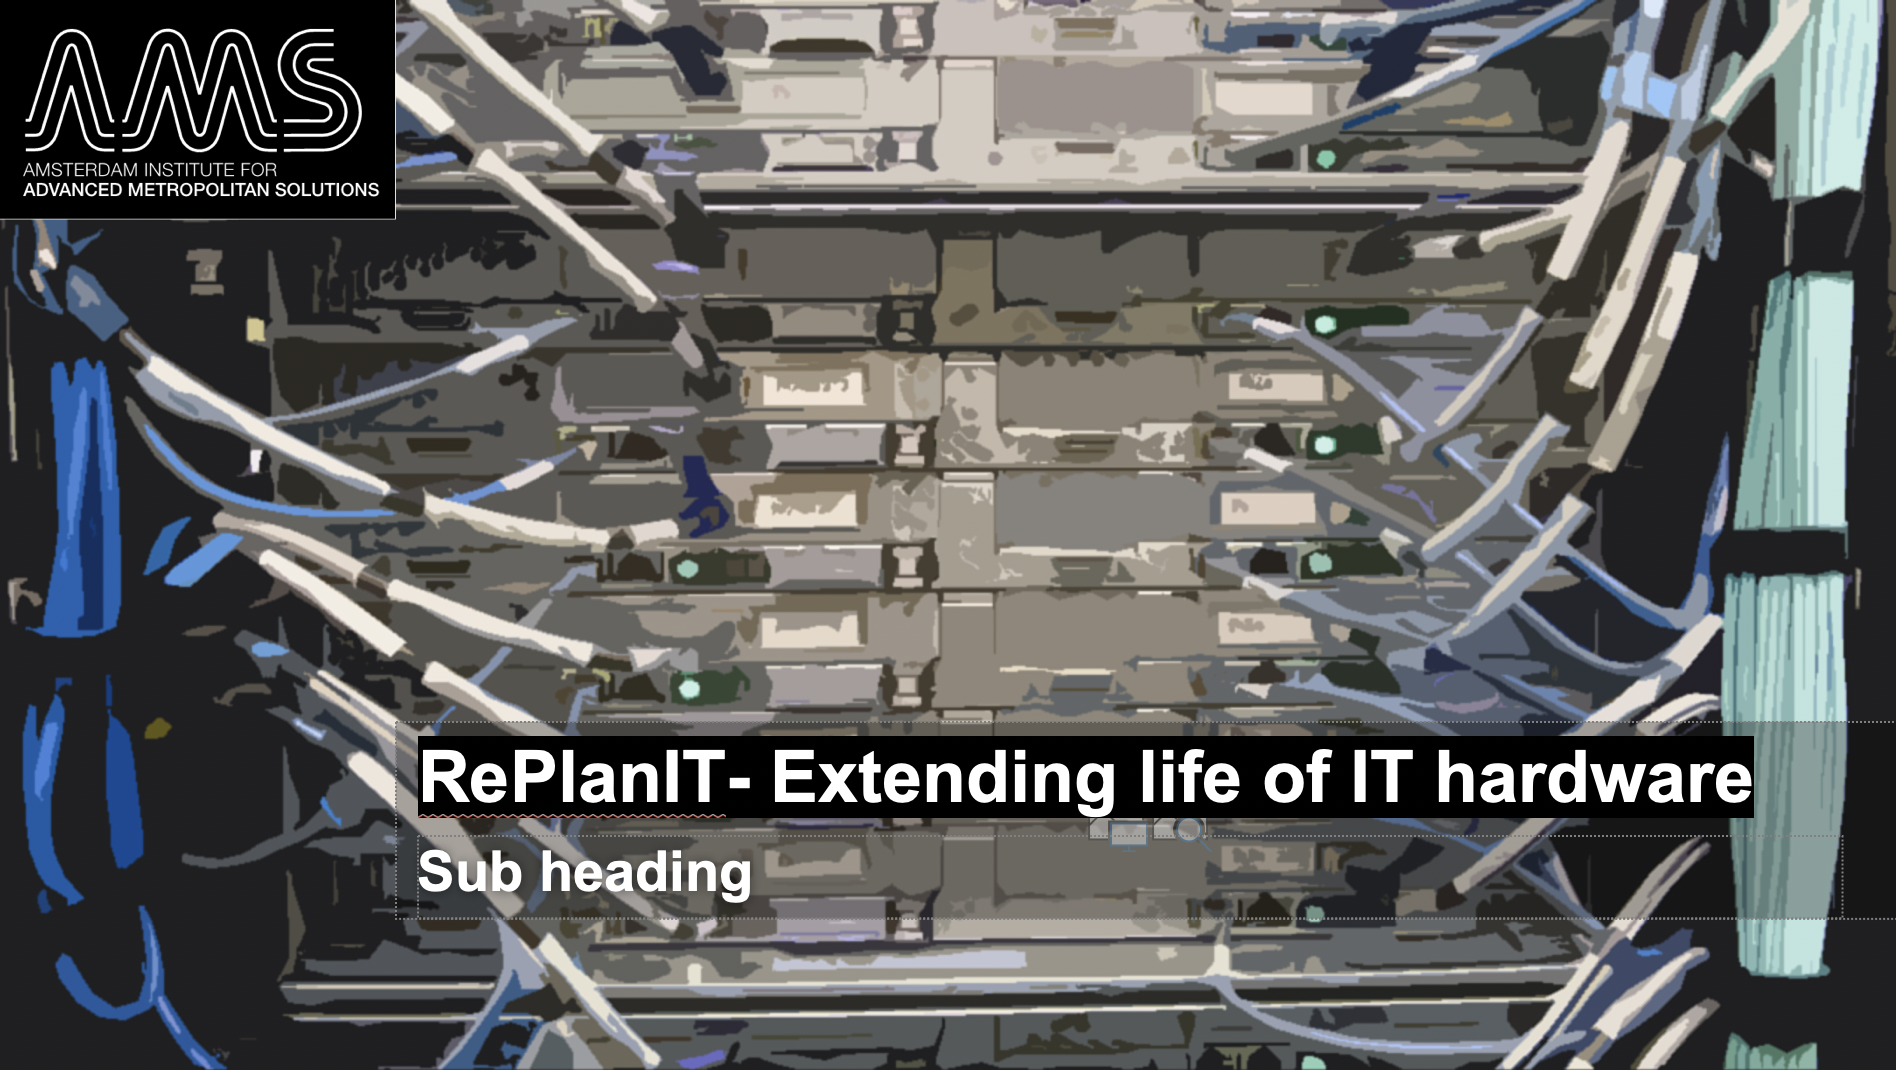 AMS
AMSTERDAM INSTITUTE FOR
ADVANCED METROPOLITAN SOLUTIONS
RePlanIT- Extending life of IT hardware
Sub heading